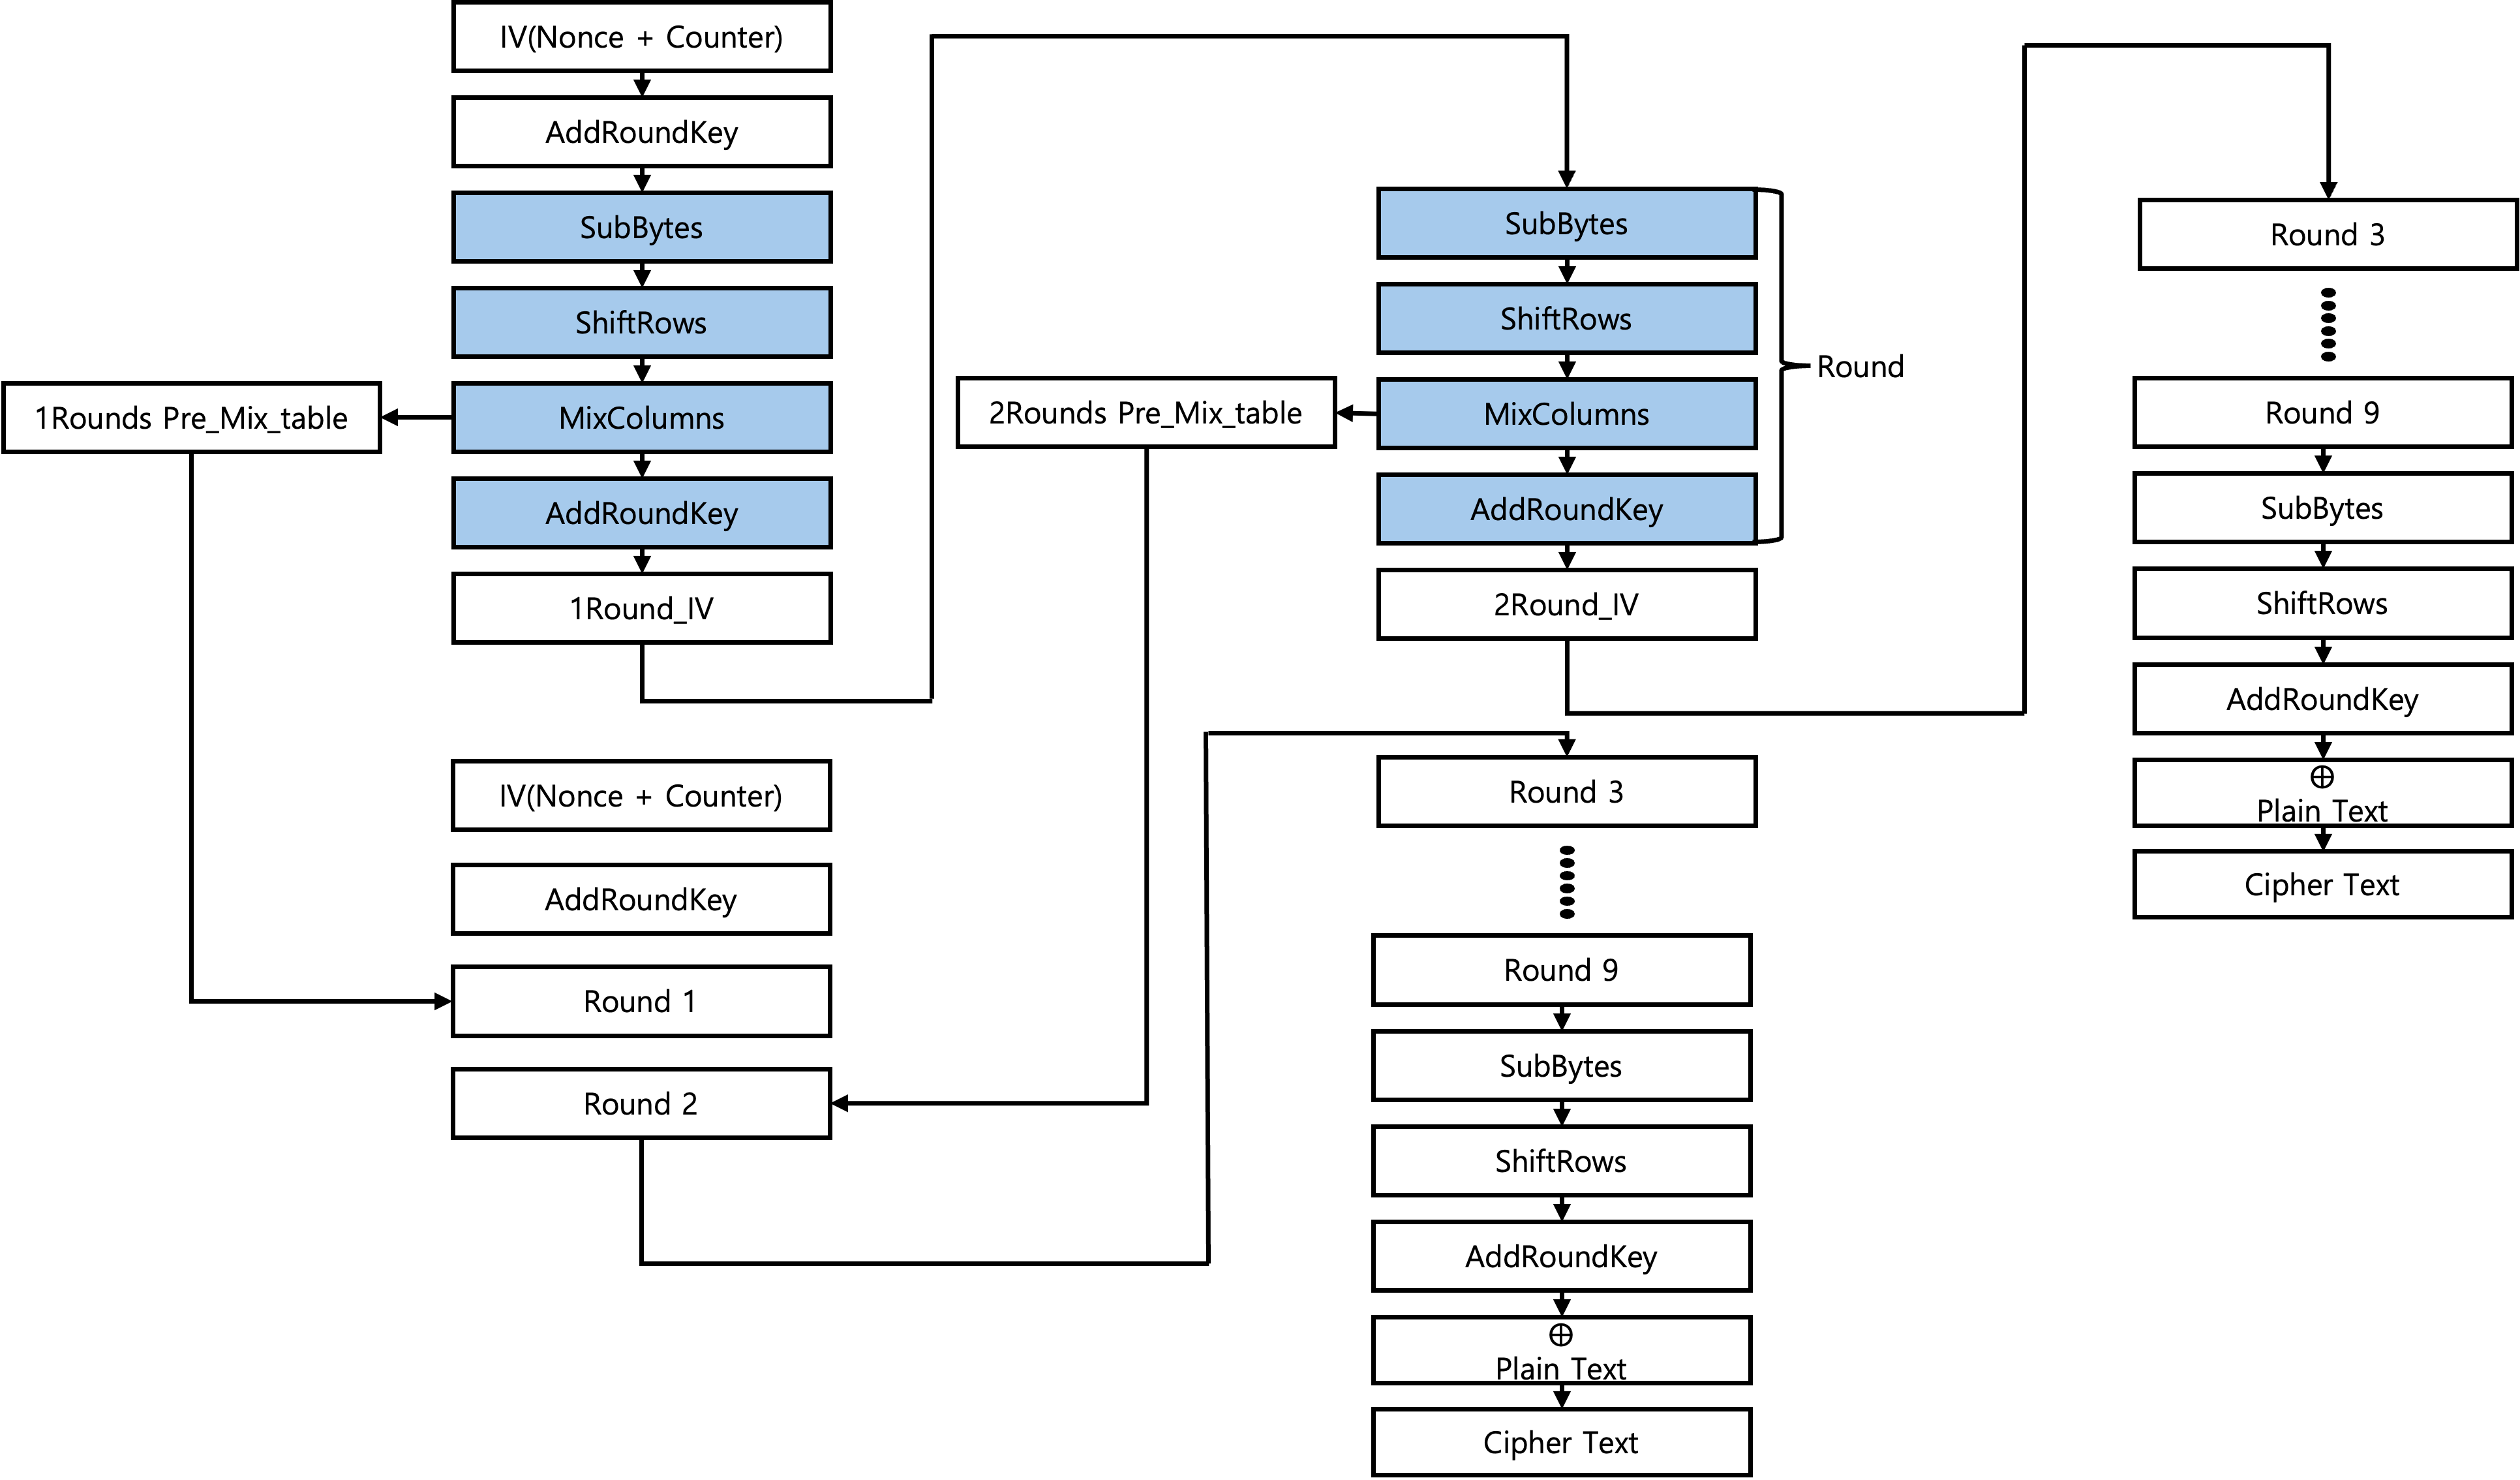 IV(Nonce + Counter)
AddRoundKey
SubBytes
ShiftRows
MixColumns
1Rounds Pre_Mix_table
AddRoundKey
1Round_IV
SubBytes
ShiftRows
MixColumns
2Rounds Pre_Mix_table
AddRoundKey
Round
2Round_IV
Round 3
Round 9
SubBytes
ShiftRows
AddRoundKey
⊕
Plain Text
Cipher Text
IV(Nonce + Counter)
AddRoundKey
Round 1
Round 2
Round 3
Round 9
SubBytes
ShiftRows
AddRoundKey
⊕
Plain Text
Cipher Text